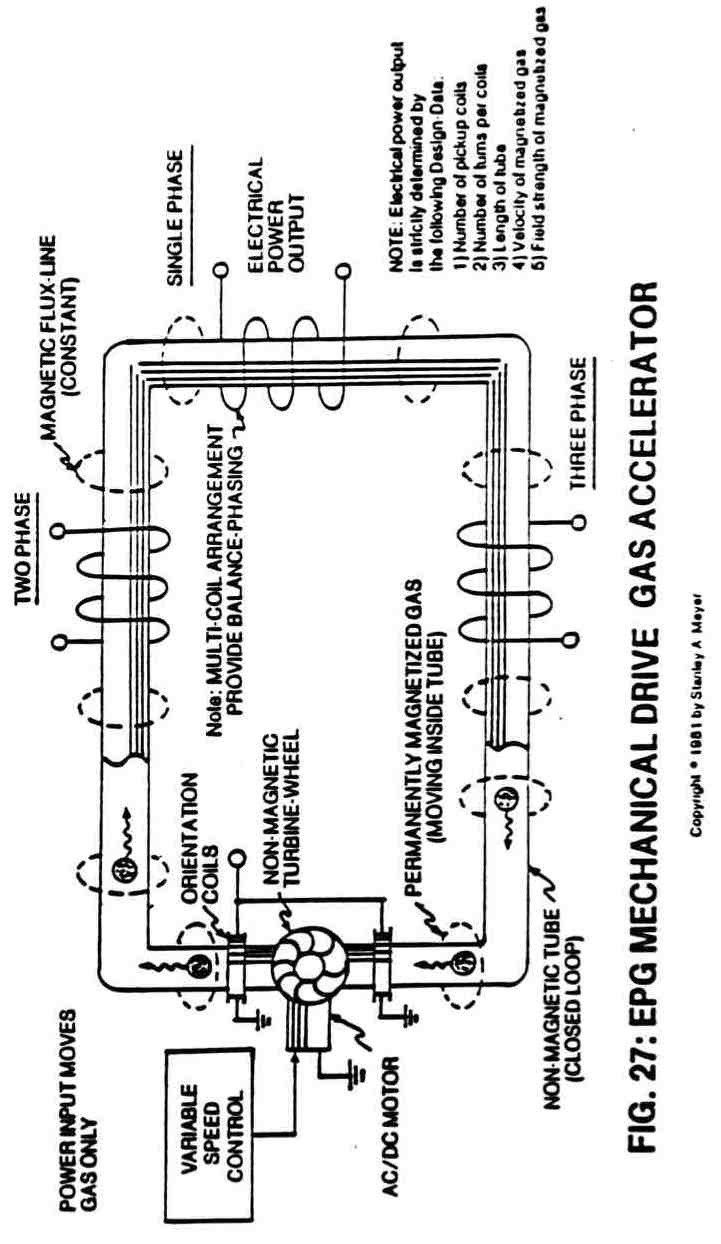 POWER INPUT MOVES
GAS ONLY
VARIABLE
SPEED
CONTROL
AC/DC MOTOR
ORIENTATION
COILS
NON-MAGNETIC
TURBINE-WHEEL
TWO PHASE
MAGNETIC FLUX-LINE
(CONSTANT)
Note: MULTI-COIL ARRANGEMENT
PROVIDE BALANCE-PHASING
SINGLE PHASE
ELECTRICAL
POWER
OUTPUT
PERMANENTLY MAGNETIZED GAS
(MOVING INSIDE TUBE)
NON-MAGNETIC TUBE
(CLOSED LOOP)
THREE PHASE
NOTE: Electrical power output
is strictly determined by
the following Design-Data:
1) Number of pickup coils
2) Number of turns per coils
3) Length of tube
4) Velocity of magnetized gas
5) Field strength of magnetized gas
FIG. 27: EPG MECHANICAL DRIVE GAS ACCELERATOR
Copyright © 1981 by Stanley A Meyer